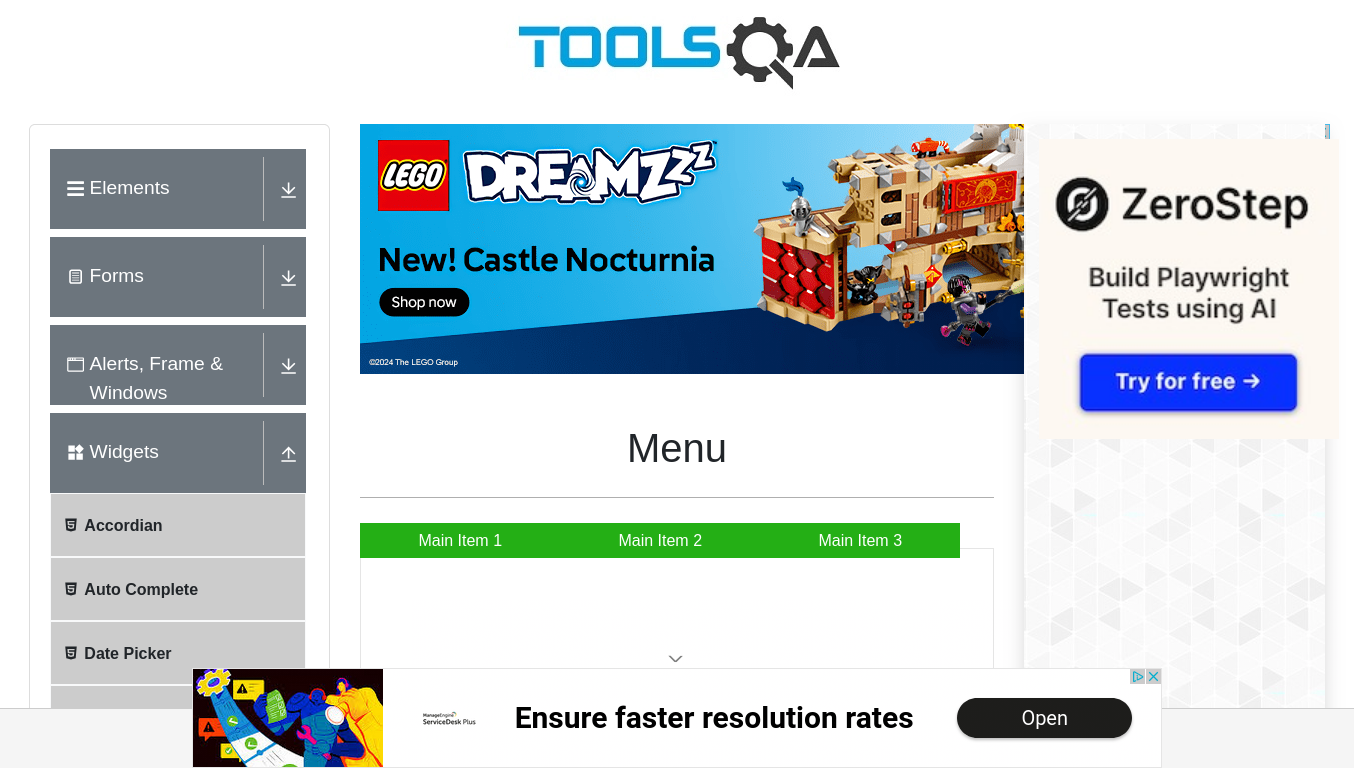 TOOLSQA
Elements
Forms
Alerts, Frame &
Windows
Widgets
Accordian
Auto Complete
Date Picker
LEGO DREAMZzz
New! Castle Nocturnia
Shop now
©2024 The LEGO Group
ZeroStep
Build Playwright
Tests using AI
Try for free →
Menu
Main Item 1
Main Item 2
Main Item 3
ManageEngine
ServiceDesk Plus
Ensure faster resolution rates
Open